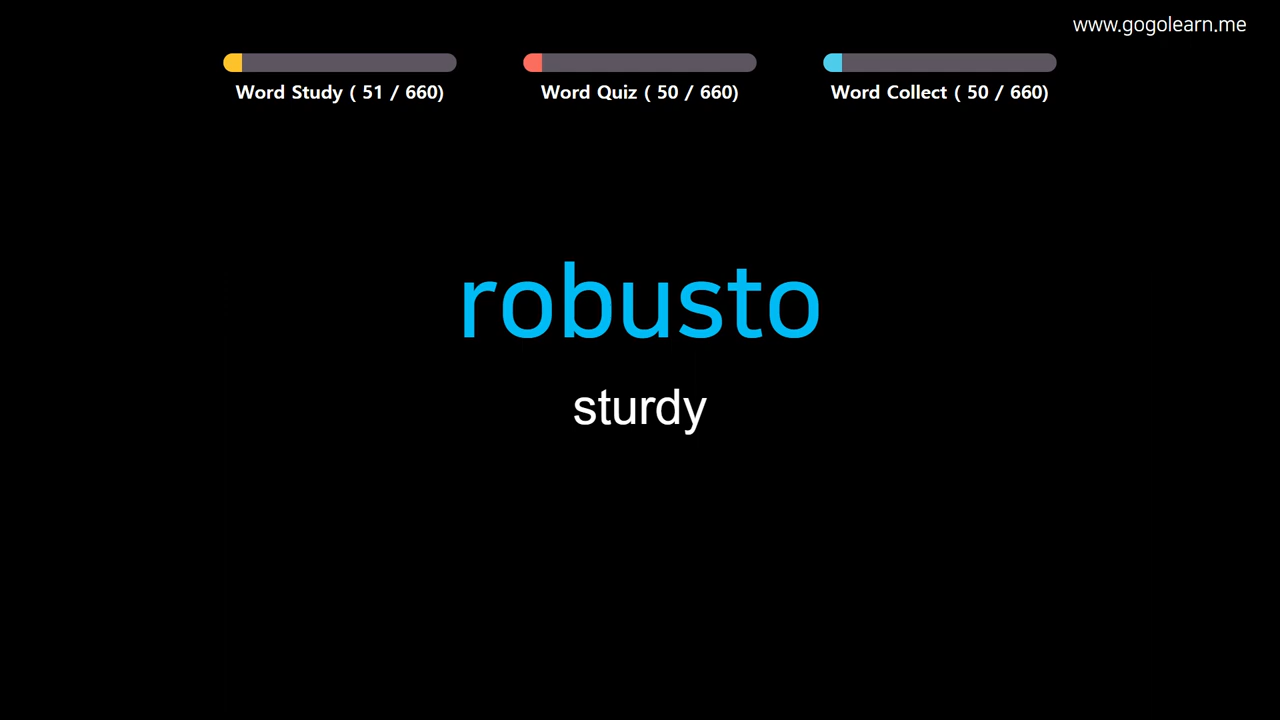 www.gogolearn.me
Word Study ( 51 / 660)
Word Quiz ( 50 / 660)
Word Collect ( 50 / 660)
robusto
sturdy